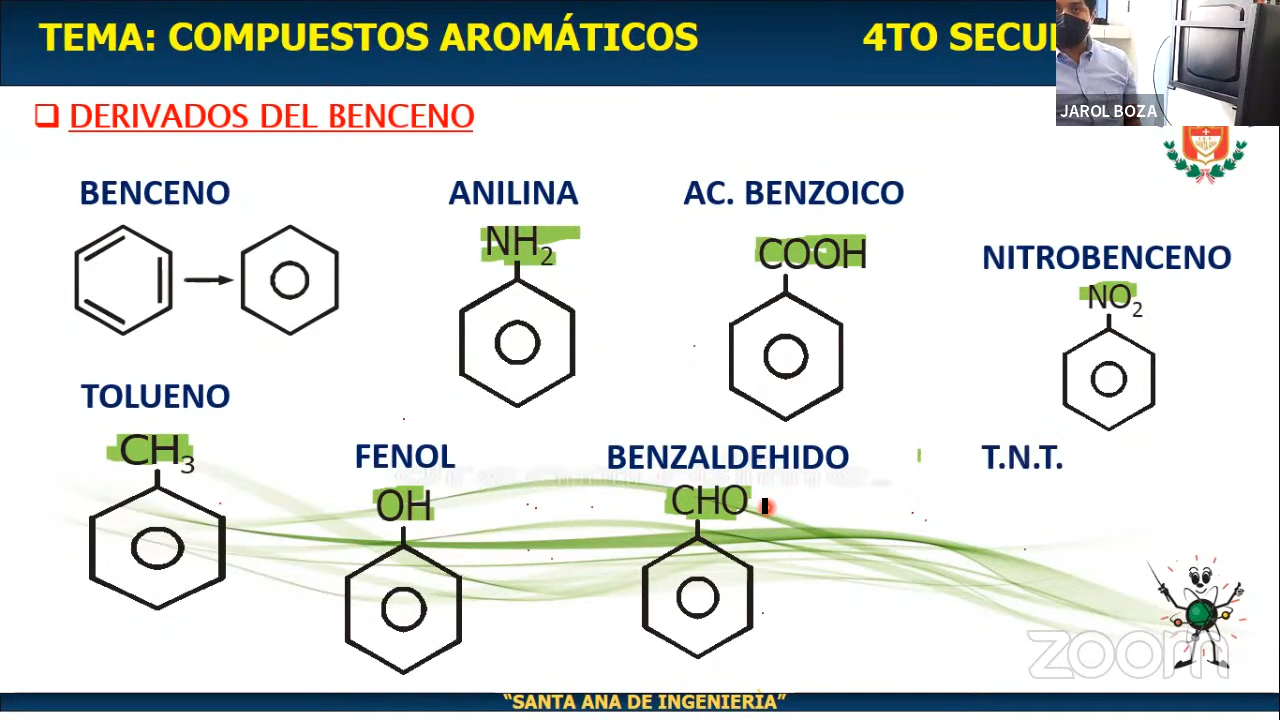 TEMA: COMPUESTOS AROMÁTICOS
4TO SECU
JAROL BOZA
❑ DERIVADOS DEL BENCENO
BENCENO
ANILINA
NH2
AC. BENZOICO
COOH
NITROBENCENO
NO2
TOLUENO
CH3
FENOL
OH
BENZALDEHIDO
CHO
T.N.T.
zoom
“SANTA ANA DE INGENIERÌA”